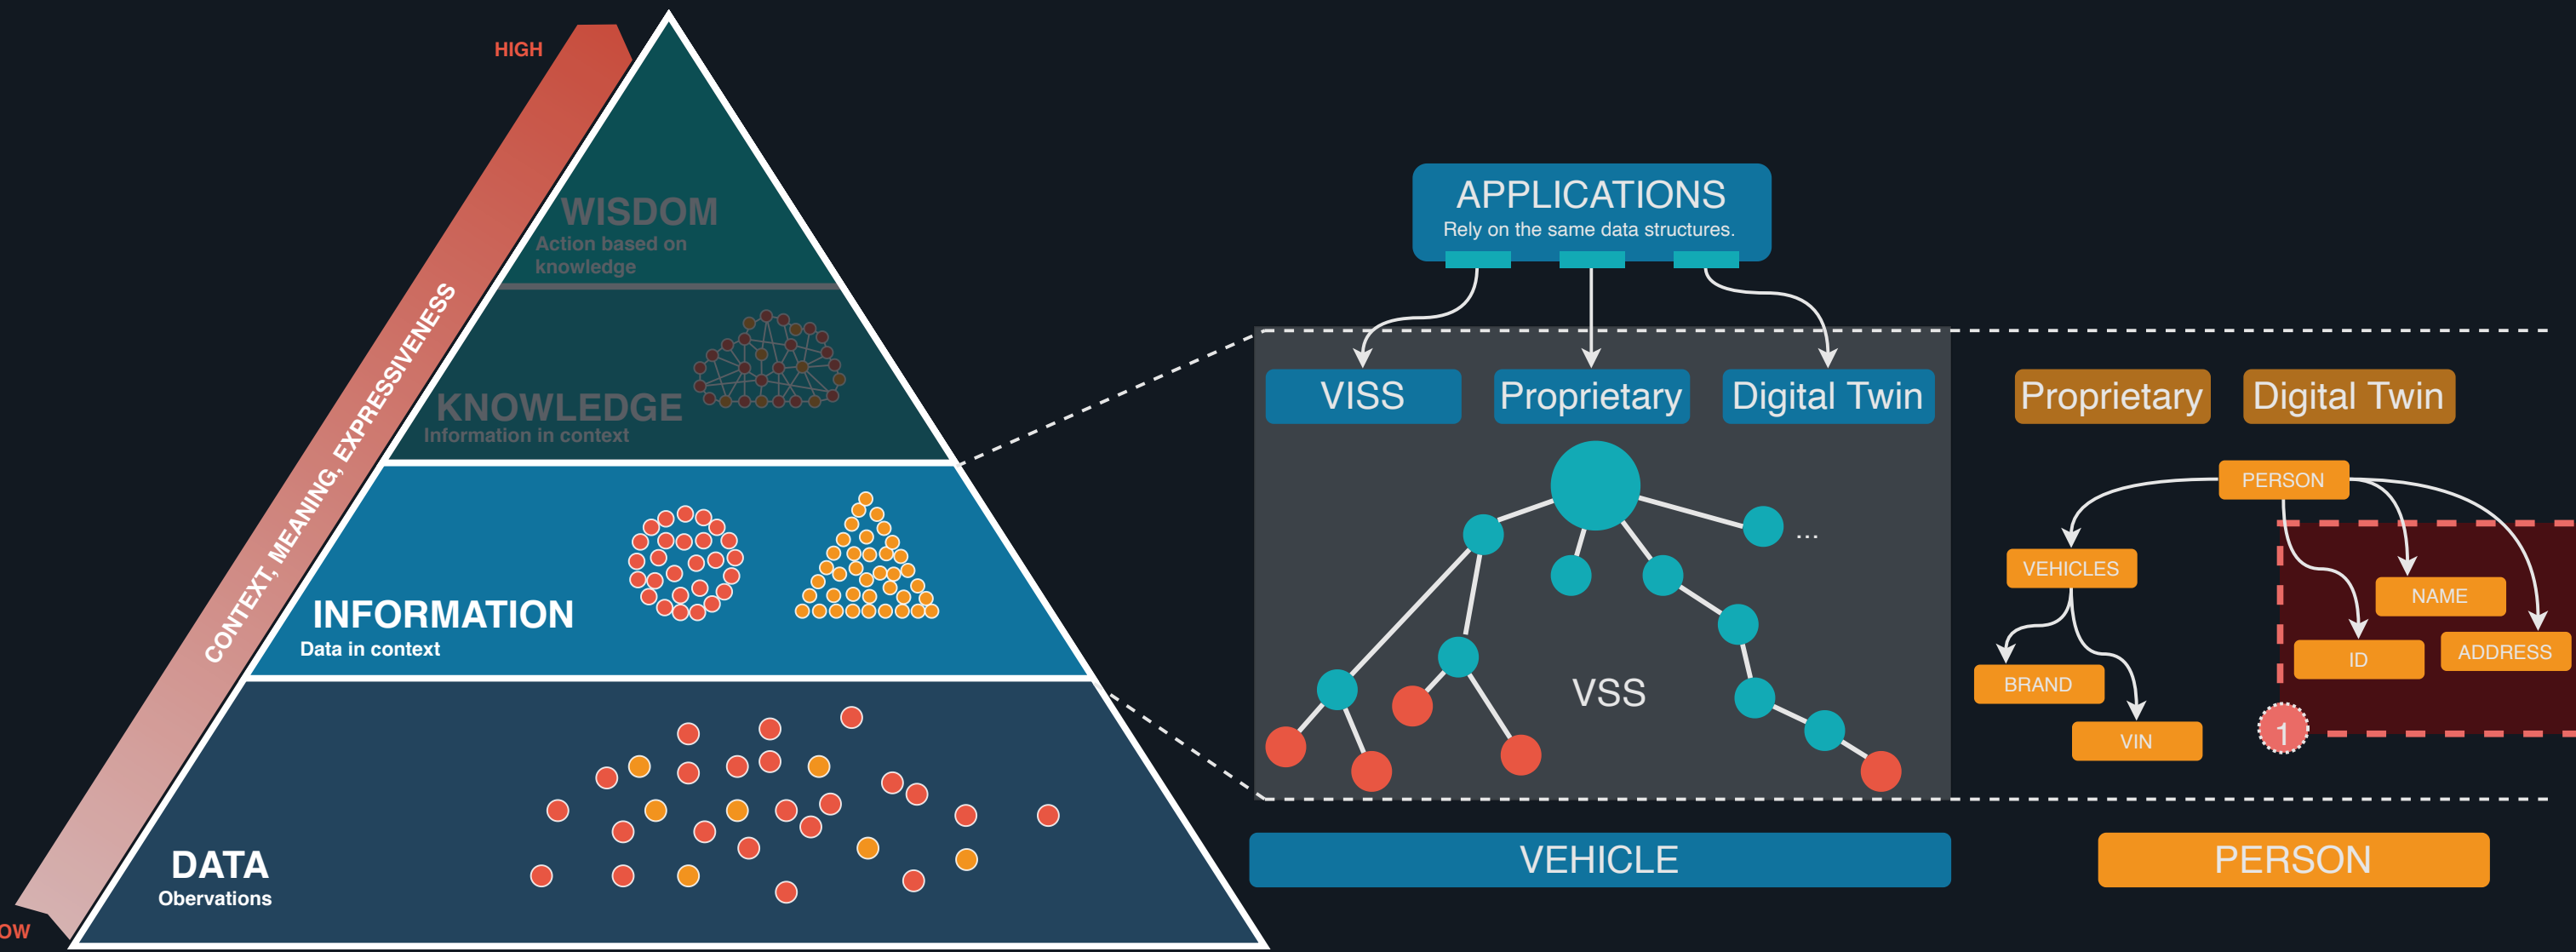 HIGH
CONTEXT, MEANING, EXPRESSIVENESS
OW
WISDOM
Action based on
knowledge
KNOWLEDGE
Information in context
INFORMATION
Data in context
DATA
Obervations
APPLICATIONS
Rely on the same data structures.
VISS
Proprietary
Digital Twin
...
VSS
VEHICLE
Proprietary
Digital Twin
PERSON
VEHICLES
NAME
ID
ADDRESS
BRAND
VIN
1
PERSON